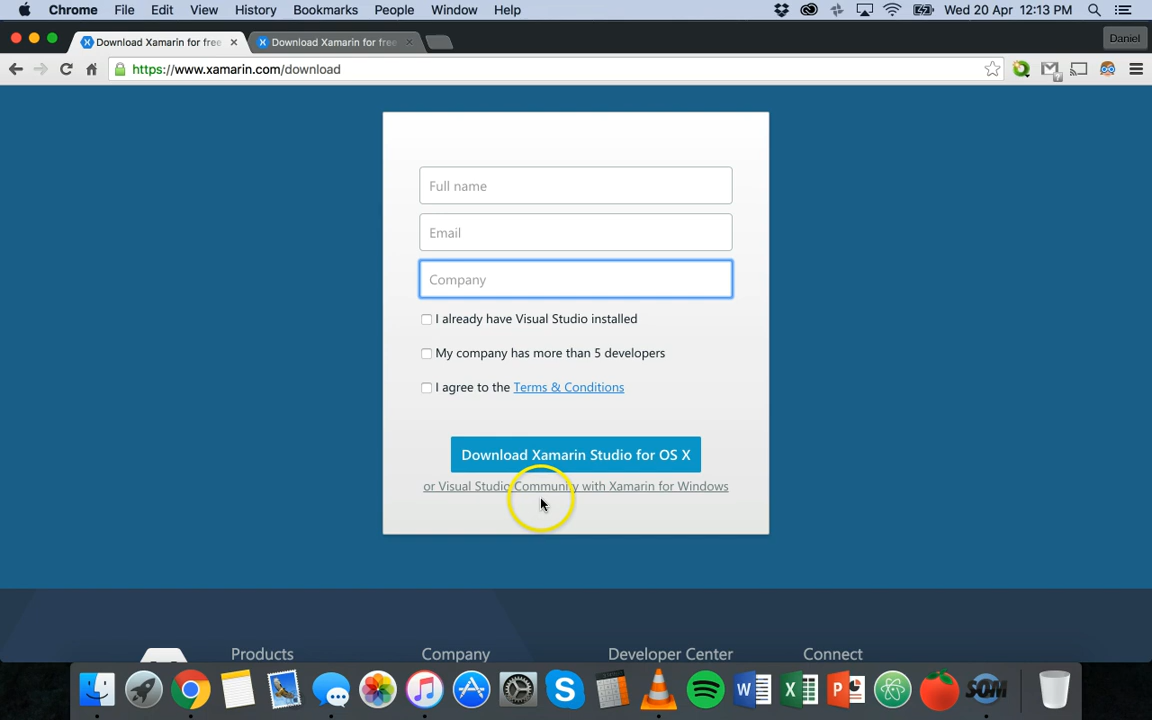 Chrome File Edit View History Bookmarks People Window Help Wed 20 Apr 12:13 PM
Download Xamarin for free Download Xamarin for free Daniel
https://www.xamarin.com/download
Full name
Email
Company
I already have Visual Studio installed
My company has more than 5 developers
I agree to the Terms & Conditions
Download Xamarin Studio for OS X
or Visual Studio Community with Xamarin for Windows
Products Company Developer Center Connect
SOM